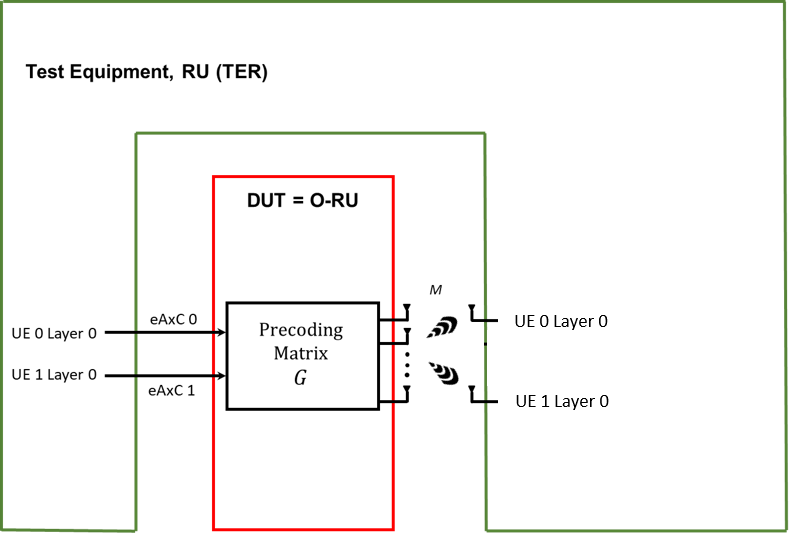 Test Equipment, RU (TER)
DUT = O-RU
M
eAxC 0
UE 0 Layer 0
UE 0 Layer 0
Precoding
Matrix
G
UE 1 Layer 0
eAxC 1
UE 1 Layer 0